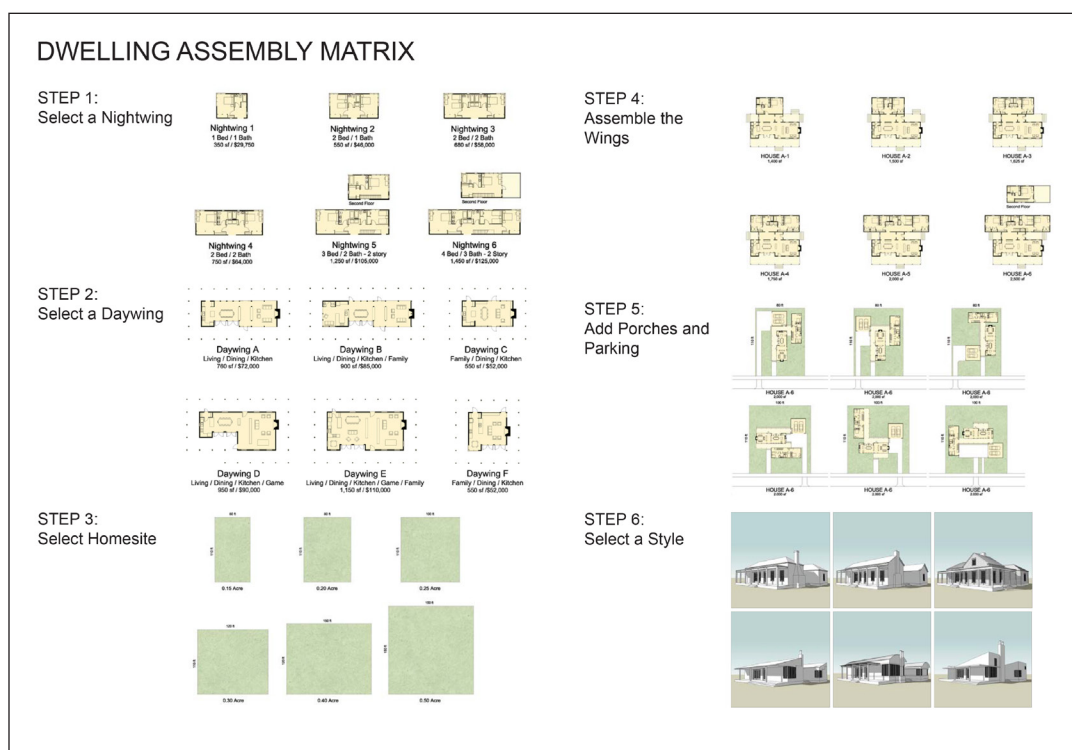 DWELLING ASSEMBLY MATRIX
STEP 1:
Select a Nightwing
Nightwing 1
1 Bed / 1 Bath
350 sf / $29,750
Nightwing 2
2 Bed / 1 Bath
550 sf / $46,000
Nightwing 3
2 Bed / 2 Bath
680 sf / $58,000
Second Floor
Second Floor
Nightwing 4
2 Bed / 2 Bath
750 sf / $64,000
Nightwing 5
3 Bed / 2 Bath - 2 story
1,250 sf / $105,000
Nightwing 6
4 Bed / 3 Bath - 2 Story
1,450 sf / $125,000
STEP 2:
Select a Daywing
Daywing A
Living / Dining / Kitchen
760 sf / $72,000
Daywing B
Living / Dining / Kitchen / Family
900 sf /$85,000
Daywing C
Family / Dining / Kitchen
550 sf / $52,000
Daywing D
Living / Dining / Kitchen / Game
950 sf / $90,000
Daywing E
Living / Dining / Kitchen / Game / Family
1,150 sf / $110,000
Daywing F
Family / Dining / Kitchen
550 sf /$52,000
STEP 3:
Select Homesite
0.15 Acre
0.20 Acre
100 ft
0.25 Acre
0.30 Acre
0.40 Acre
0.50 Acre
STEP 4:
Assemble the
Wings
HOUSE A-1
HOUSE A-2
HOUSE A-3
Second Floor
HOUSE A-4
HOUSE A-5
HOUSE A-6
STEP 5:
Add Porches and
Parking
HOUSE A-6
HOUSE A-6
HOUSE A-6
100 ft
100 ft
100 ft
HOUSE A-6
HOUSE A-6
HOUSE A-6
STEP 6:
Select a Style